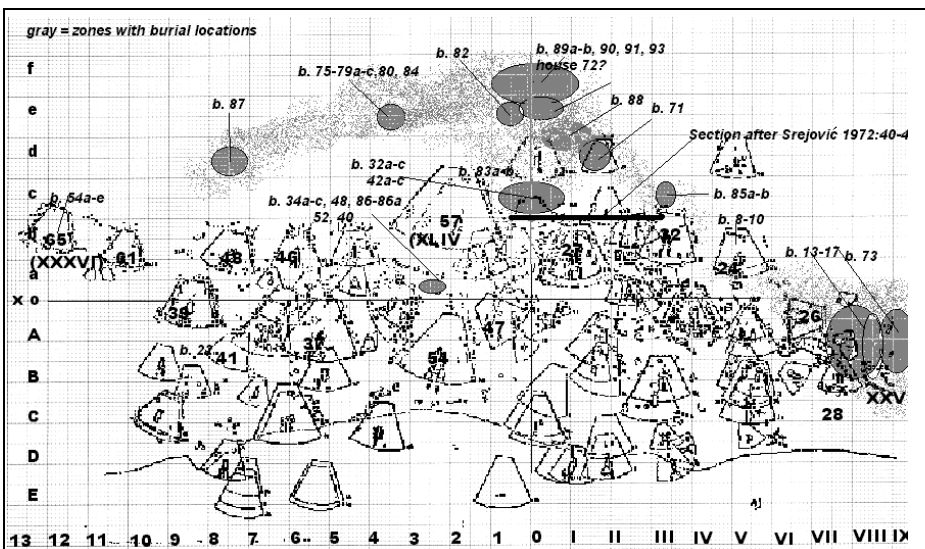 gray = zones with burial locations
b. 89a-b, 90, 91, 93
house 72?
b. 82
b. 75-79a-c,80, 84
b. 88
b. 71
b. 87
Section after Srejović 1972:40-4
b. 32a-c
42a-c
b. 83a-b
b. 85a-b
b. 54a-e
b. 34a-c, 48, 86-86a
52, 40
b. 8-10
b. 13-17
b. 73
f
e
d
c
a
x o
A
B
C
D
E
65
(XXXVI)
61
43
46
57
(XLIV
27
32
24
39
37
47
26
b. 23
41
54
28
XXV
13 12 11 10 9 8 7 6 5 4 3 2 1 0 I II III IV V VI VII VIII IX